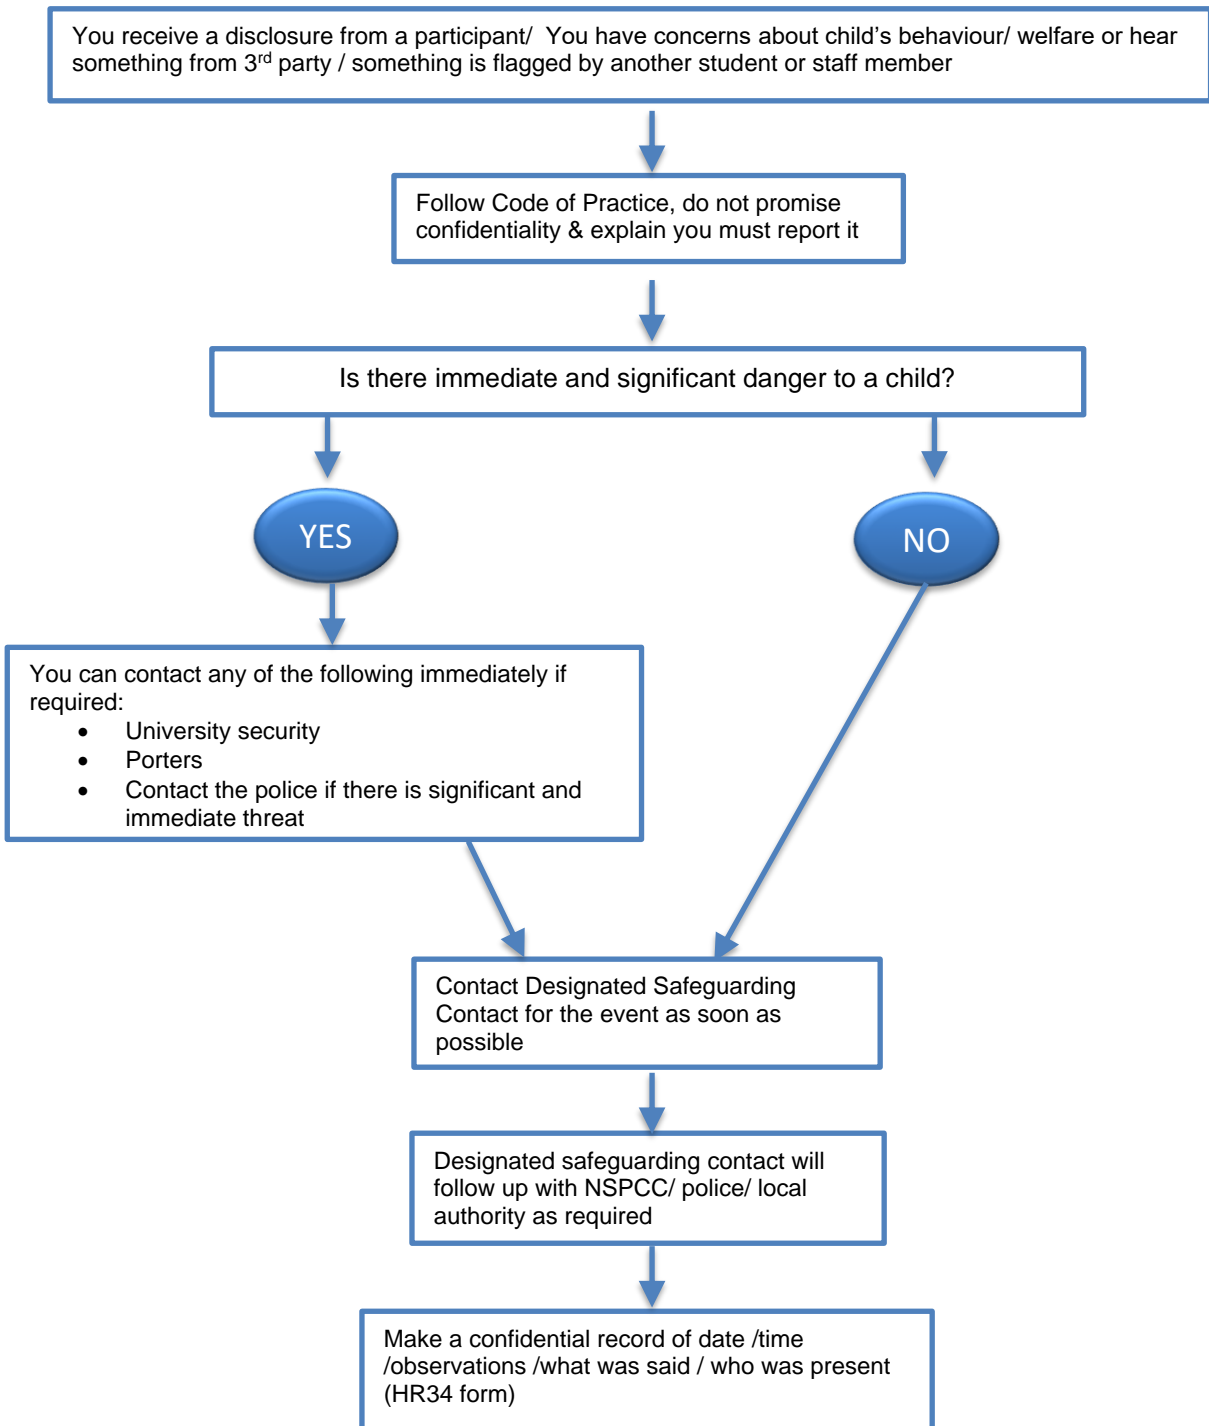 You receive a disclosure from a participant/  You have concerns about child’s behaviour/ welfare or hear
something from 3rd party / something is flagged by another student or staff member
Follow Code of Practice, do not promise
confidentiality & explain you must report it
Is there immediate and significant danger to a child?
YES
NO
You can contact any of the following immediately if
required:
• University security
• Porters
• Contact the police if there is significant and
immediate threat
Contact Designated Safeguarding
Contact for the event as soon as
possible
Designated safeguarding contact will
follow up with NSPCC/ police/ local
authority as required
Make a confidential record of date /time
/observations /what was said / who was present
(HR34 form)